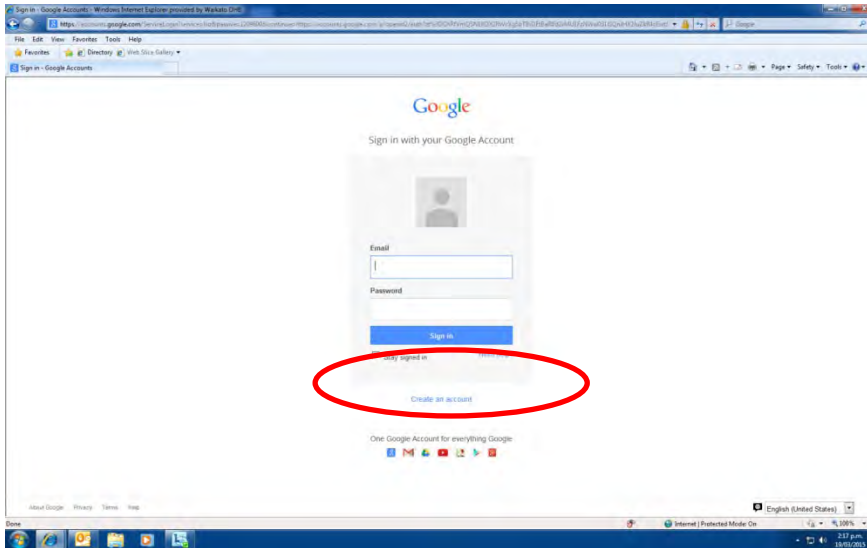 Sign in - Google Accounts - Windows Internet Explorer provided by Waikato DHB
Google
File Edit View Favorites Tools Help
Favorites Directory Web Slice Gallery
Sign in - Google Accounts
Page Safety Tools
Google
Sign in with your Google Account
Email
Password
Sign in
Stay signed in
Create an account
One Google Account for everything Google
About Google Privacy Terms Help
English (United States)
Done
Internet | Protected Mode: On
100%
2:17 p.m.
18/03/2015